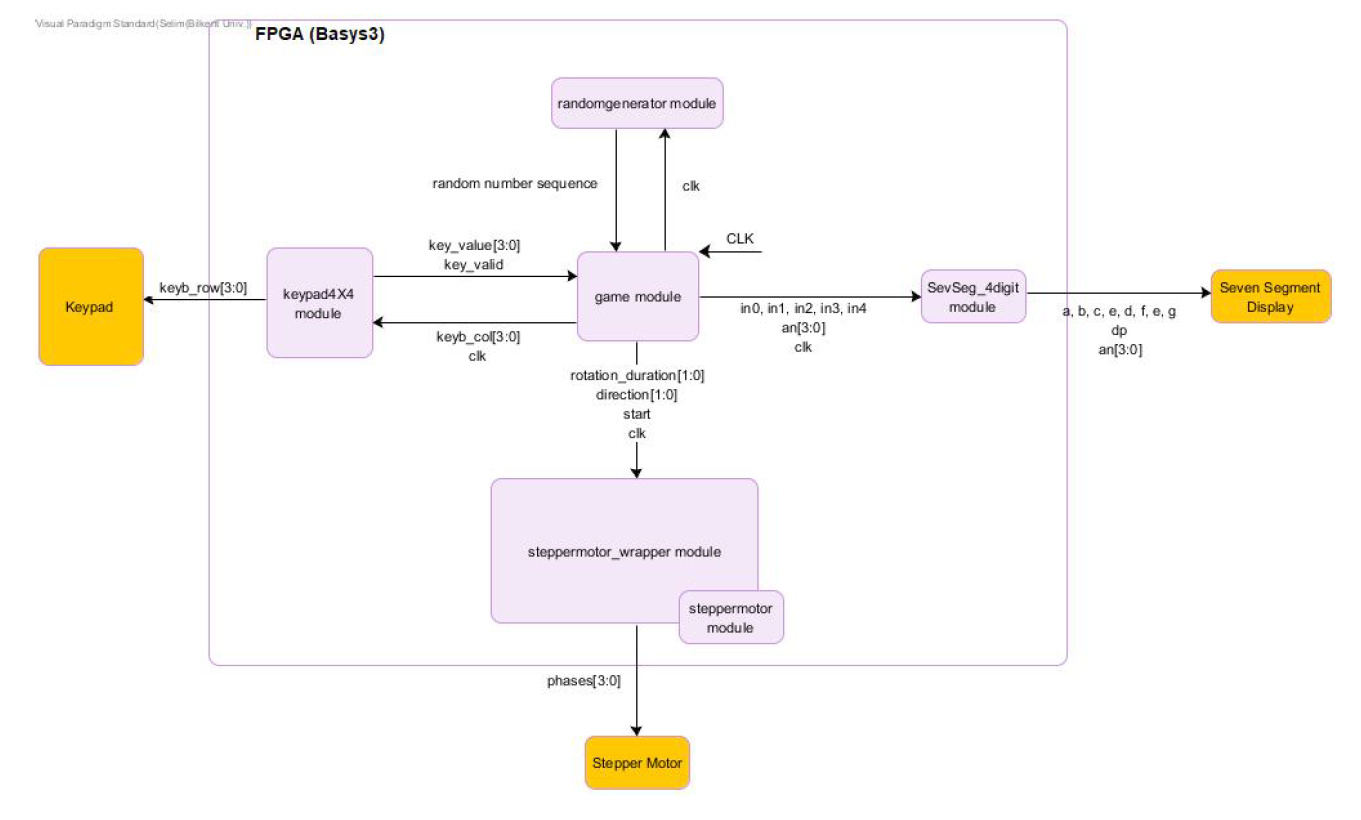 Visual Paradigm Standard(Selim(Bilkent Univ.))
FPGA (Basys3)
randomgenerator module
random number sequence
clk
CLK
key_value[3:0]
key_valid
keyb_row[3:0]
Keypad
keypad4X4
module
game module
keyb_col[3:0]
clk
in0, in1, in2, in3, in4
an[3:0]
clk
SevSeg_4digit
module
a, b, c, e, d, f, e, g
dp
an[3:0]
Seven Segment
Display
rotation_duration[1:0]
direction[1:0]
start
clk
steppermotor_wrapper module
steppermotor
module
phases[3:0]
Stepper Motor